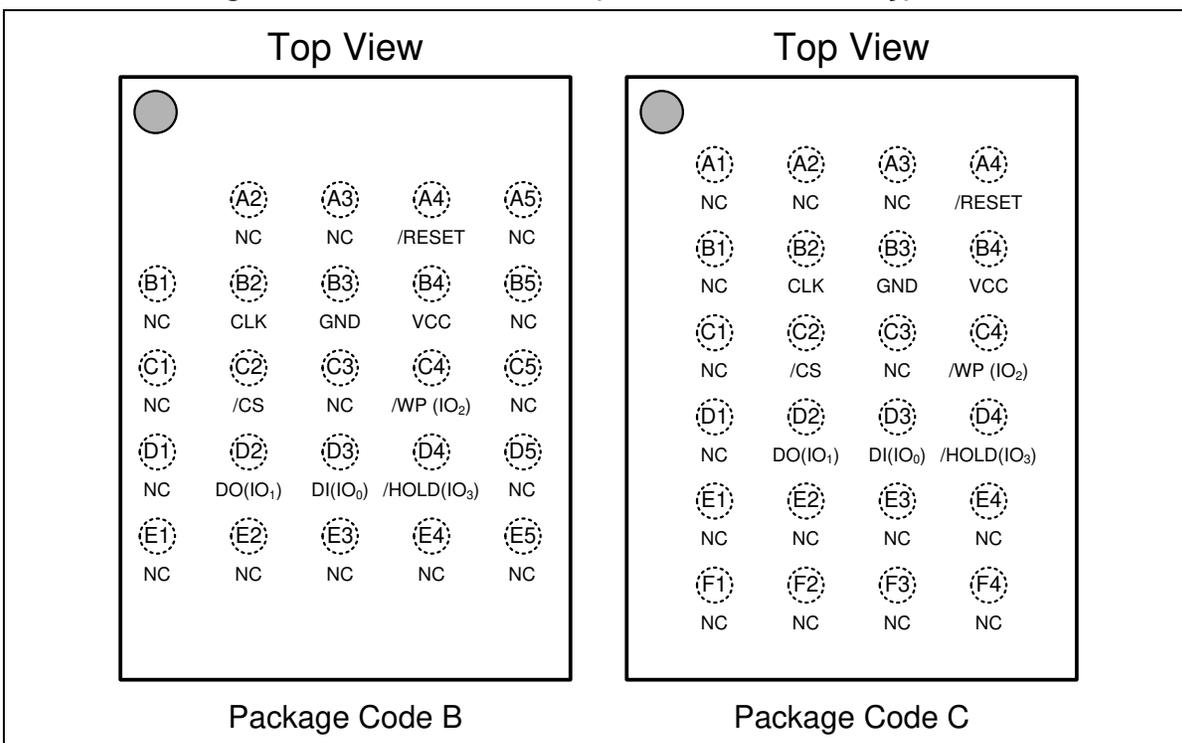 Top View
A2 A3 A4 A5
NC NC /RESET NC
B1 B2 B3 B4 B5
NC CLK GND VCC NC
C1 C2 C3 C4 C5
NC /CS NC /WP (IO₂) NC
D1 D2 D3 D4 D5
NC DO(IO₁) DI(IO₀) /HOLD(IO₃) NC
E1 E2 E3 E4 E5
NC NC NC NC NC
Package Code B
Top View
A1 A2 A3 A4
NC NC NC /RESET
B1 B2 B3 B4
NC CLK GND VCC
C1 C2 C3 C4
NC /CS NC /WP (IO₂)
D1 D2 D3 D4
NC DO(IO₁) DI(IO₀) /HOLD(IO₃)
E1 E2 E3 E4
NC NC NC NC
F1 F2 F3 F4
NC NC NC NC
Package Code C